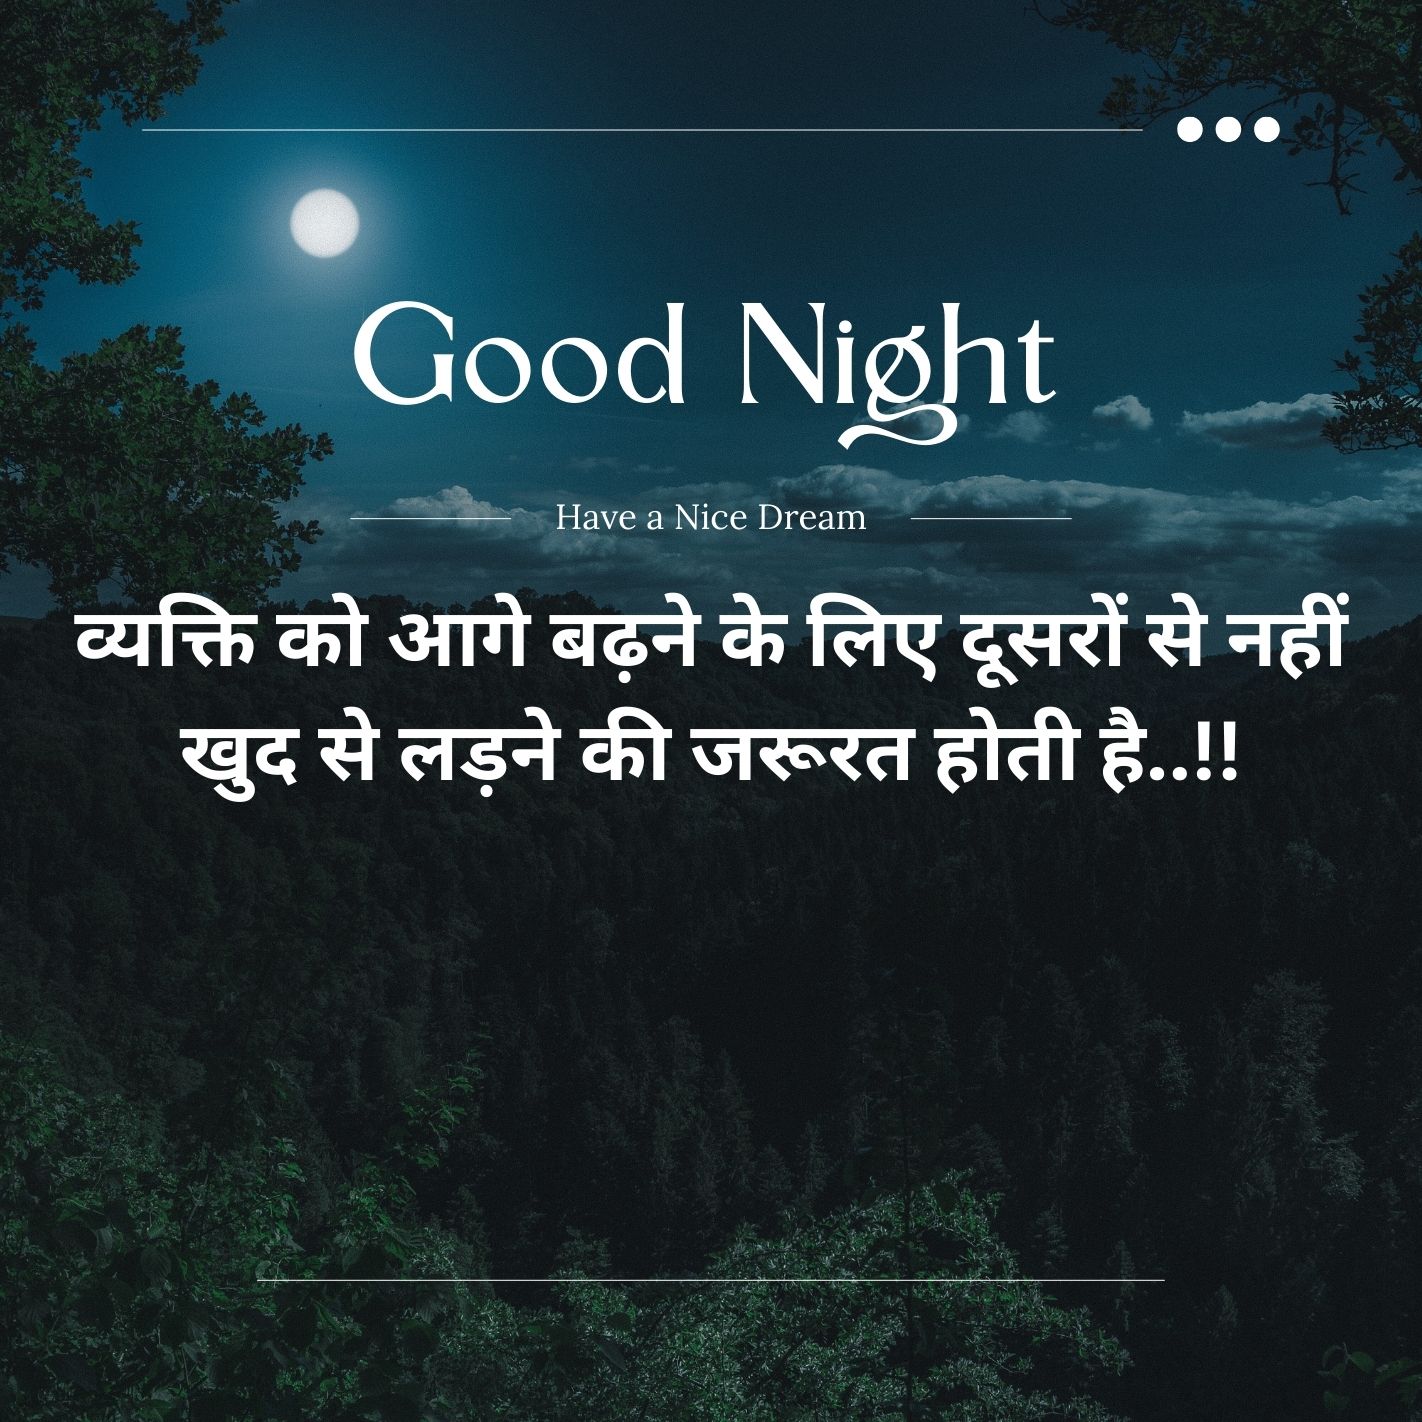 Good Night
Have a Nice Dream
व्यक्ति को आगे बढ़ने के लिए दूसरों से नहीं
खुद से लड़ने की जरूरत होती है..!!